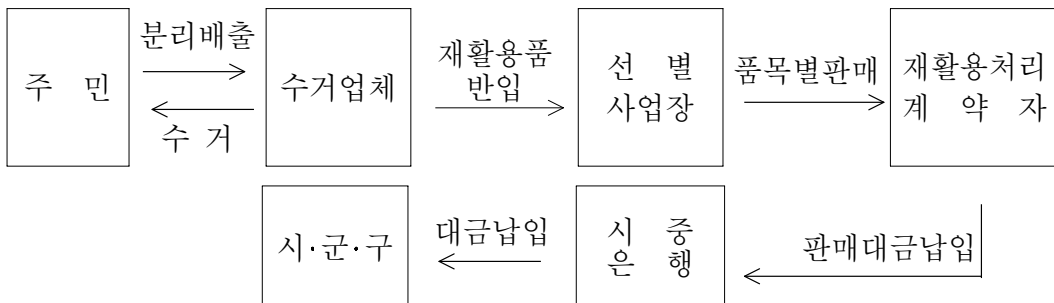 주 민
분리배출
수 거
수거업체
재활용품
반입
선 별
사업장
품목별판매
재활용처리
계 약 자
시·군·구
대금납입
시 중
은 행
판매대금납입